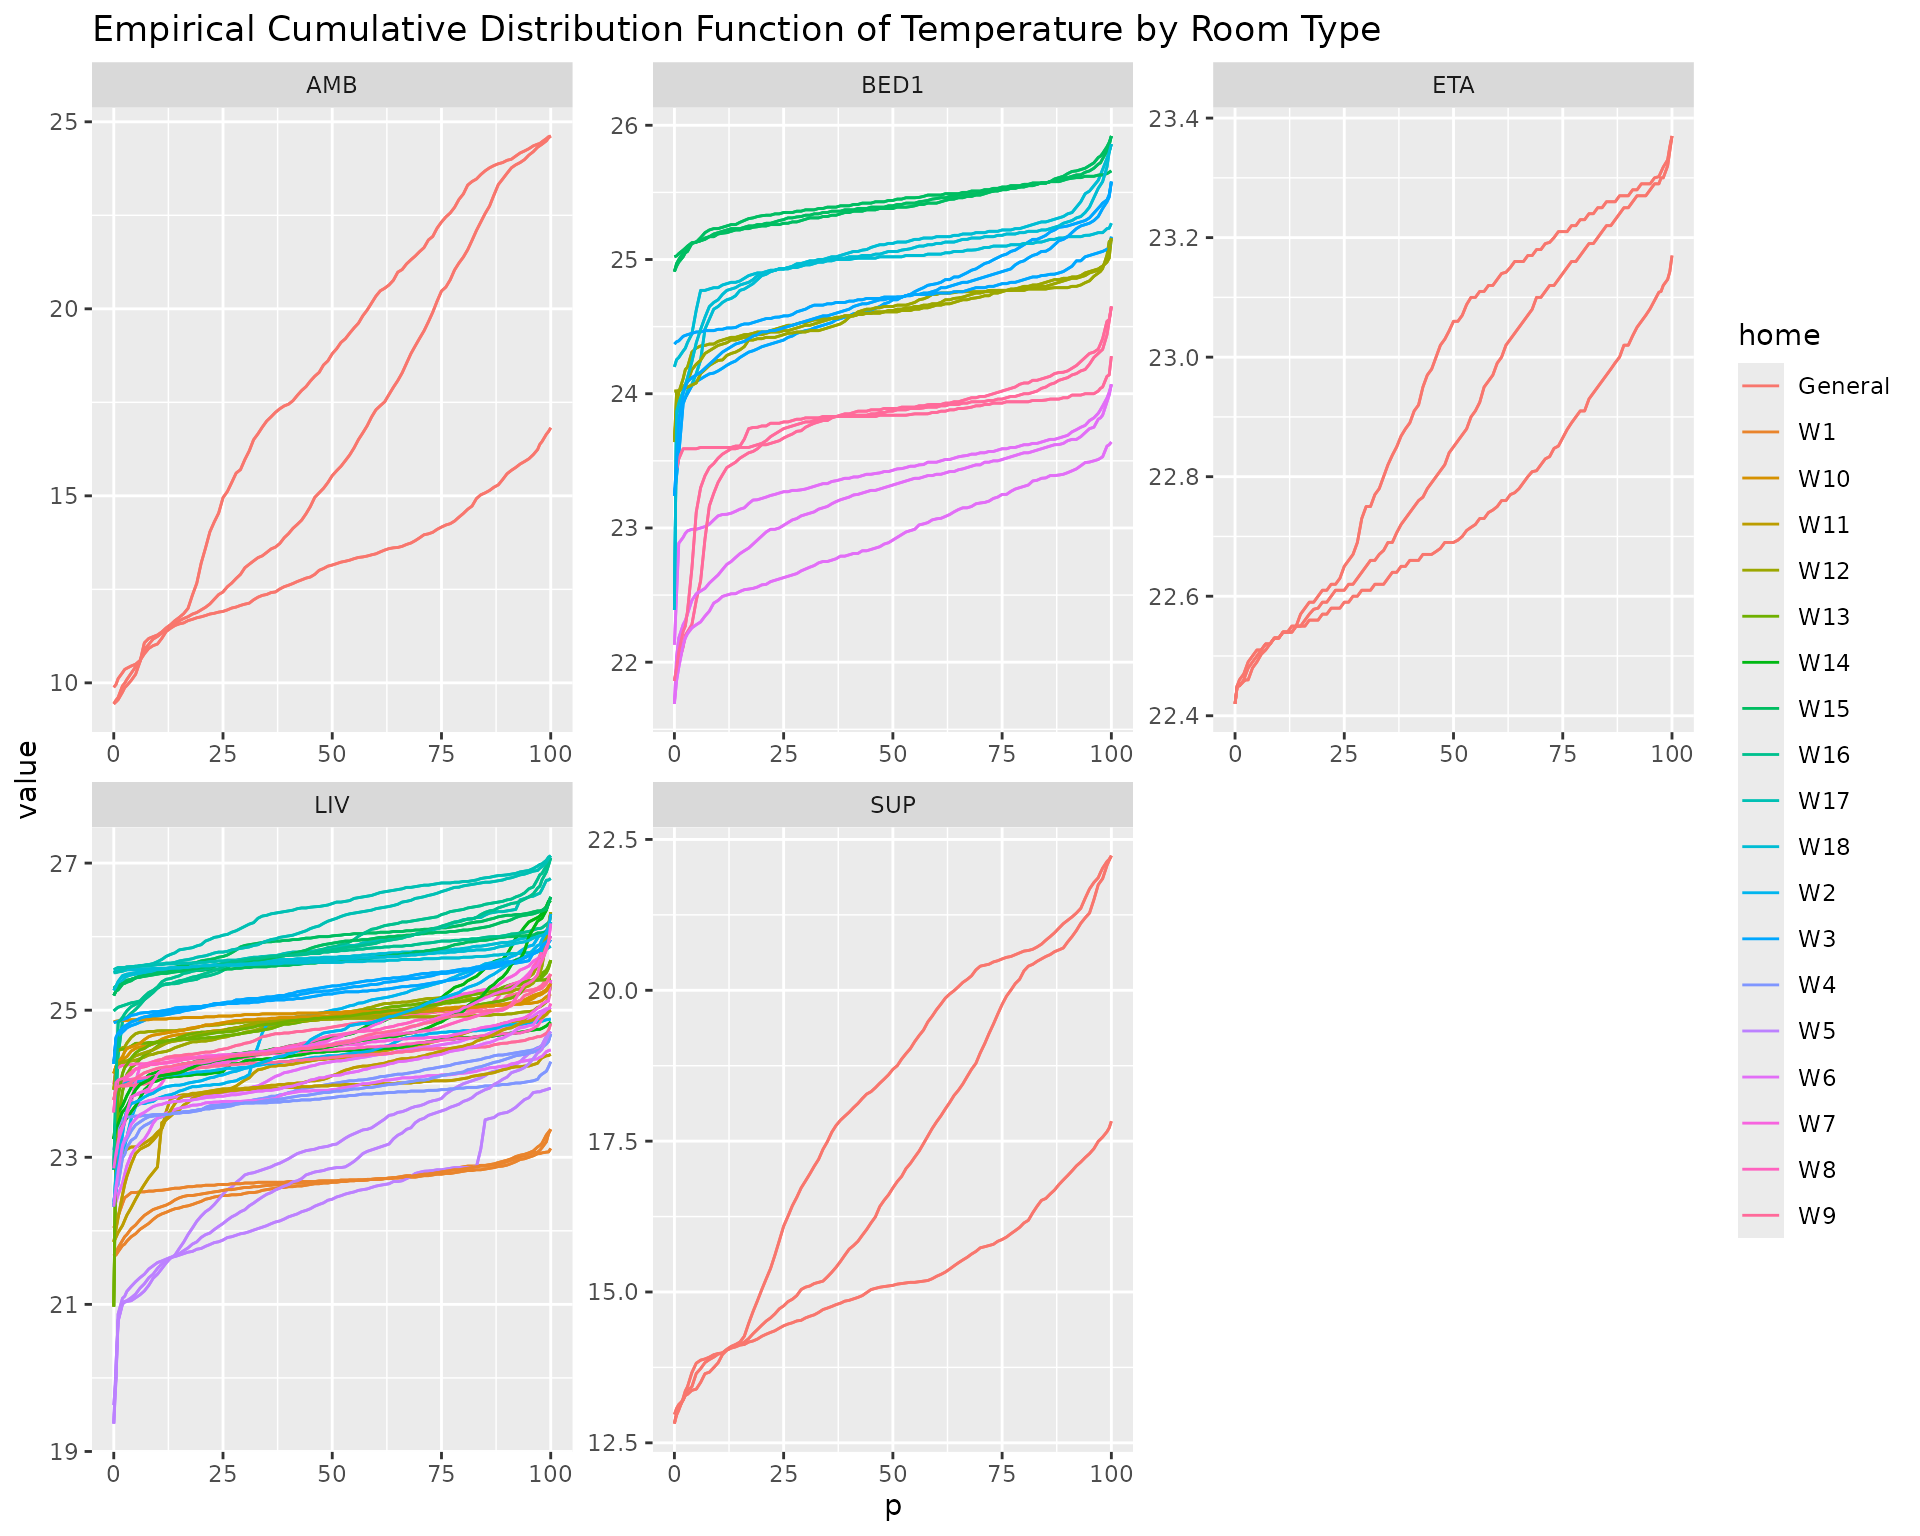 Empirical Cumulative Distribution Function of Temperature by Room Type
AMB
BED1
ETA
25
20
15
10
0 25 50 75 100
26
25
24
23
22
0 25 50 75 100
23.4
23.2
23.0
22.8
22.6
22.4
0 25 50 75 100
value
LIV
SUP
27
25
23
21
19
0 25 50 75 100
22.5
20.0
17.5
15.0
12.5
0 25 50 75 100
p
home
General
W1
W10
W11
W12
W13
W14
W15
W16
W17
W18
W2
W3
W4
W5
W6
W7
W8
W9